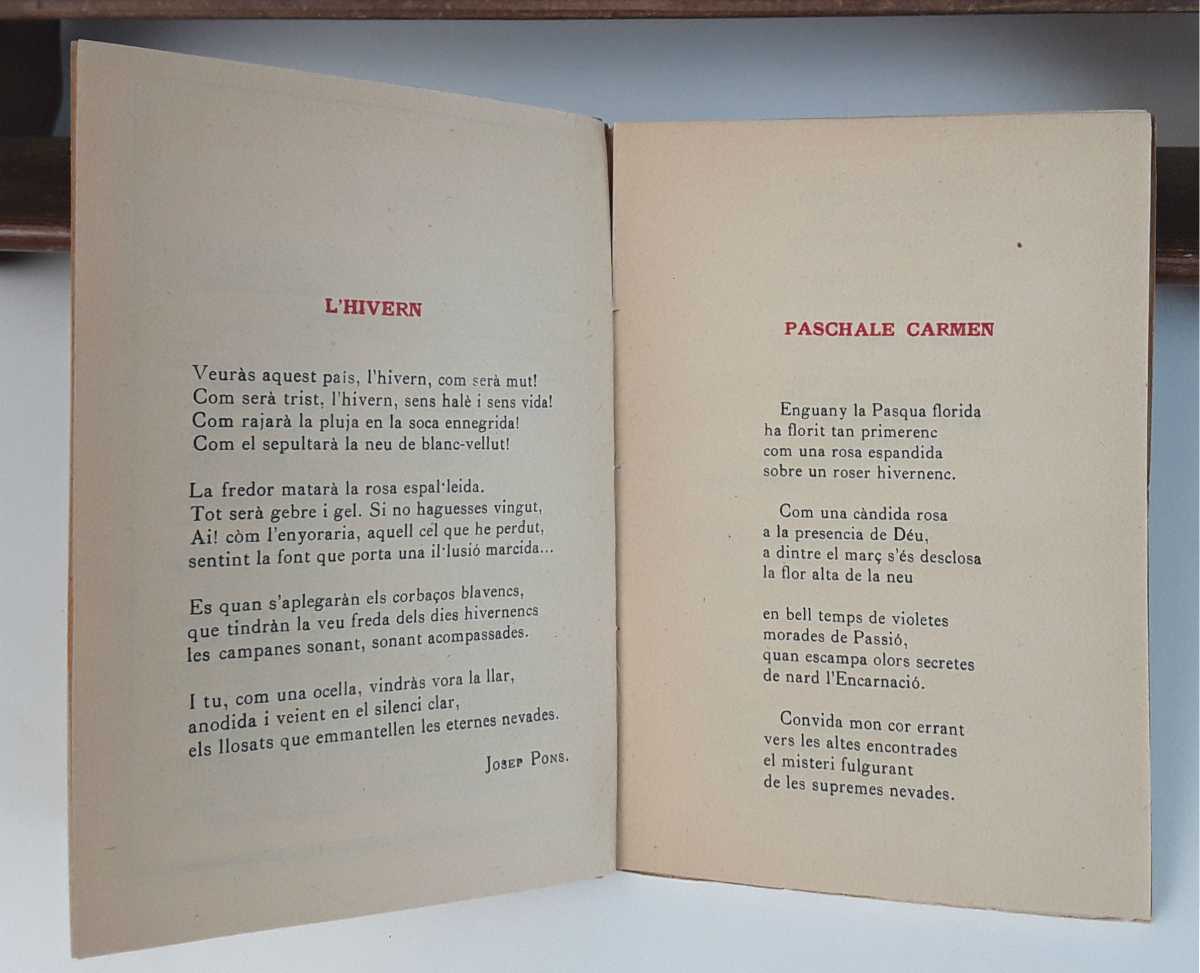 L'HIVERN
Veuràs aquest país, l'hivern, com serà mut!
Com serà trist, l'hivern, sens halè i sens vida!
Com rajarà la pluja en la soca ennegrida!
Com el sepultarà la neu de blanc-vellut!
La fredor matarà la rosa espal·leida.
Tot serà gebre i gel. Si no haguesses vingut,
Ai! còm l'enyoraria, aquell cel que he perdut,
sentint la font que porta una il·lusió marcida...
Es quan s'aplegaràn els corbaços blavencs,
que tindràn la veu freda dels dies hivernencs
les campanes sonant, sonant acompassades.
I tu, com una ocella, vindràs vora la llar,
anodida i veient en el silenci clar,
els llosats que emmantellen les eternes nevades.
JOSEP PONS.
PASCHALE CARMEN
Enguany la Pasqua florida
ha florit tan primerenc
com una rosa espandida
sobre un roser hivernenc.
Com una càndida rosa
a la presencia de Déu,
a dintre el març s'és desclosa
la flor alta de la neu
en bell temps de violetes
morades de Passió,
quan escampa olors secretes
de nard l'Encarnació.
Convida mon cor errant
vers les altes encontrades
el misteri fulgurant
de les supremes nevades.